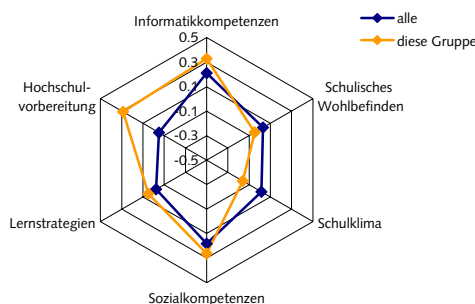 Informatikkompetenzen
0.5
0.3
0.1
-0.1
-0.3
-0.5
alle
diese Gruppe
Hochschul-
vorbereitung
Schulisches
Wohlbefinden
Lernstrategien
Schulklima
Sozialkompetenzen